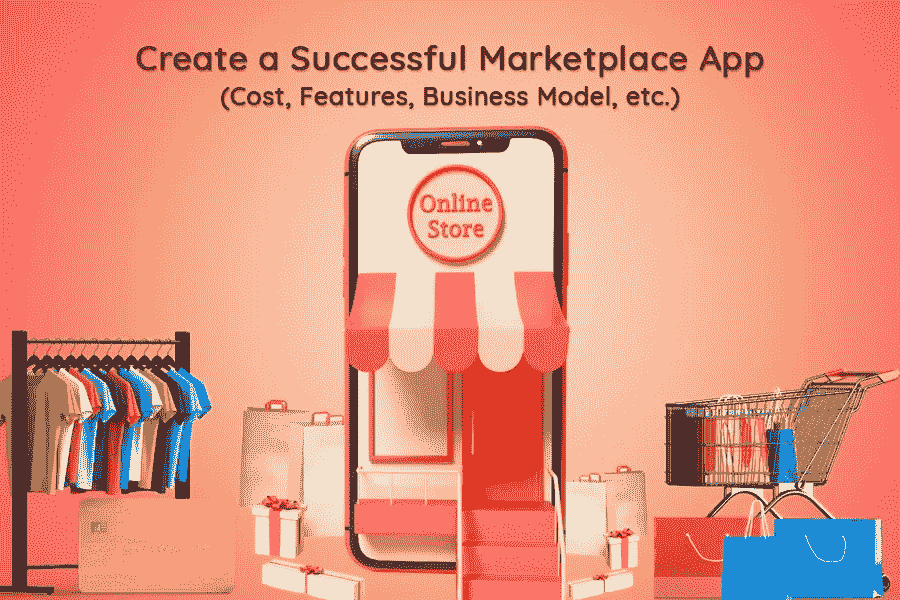 Create a Successful Marketplace App
(Cost, Features, Business Model, etc.)
Online
Store